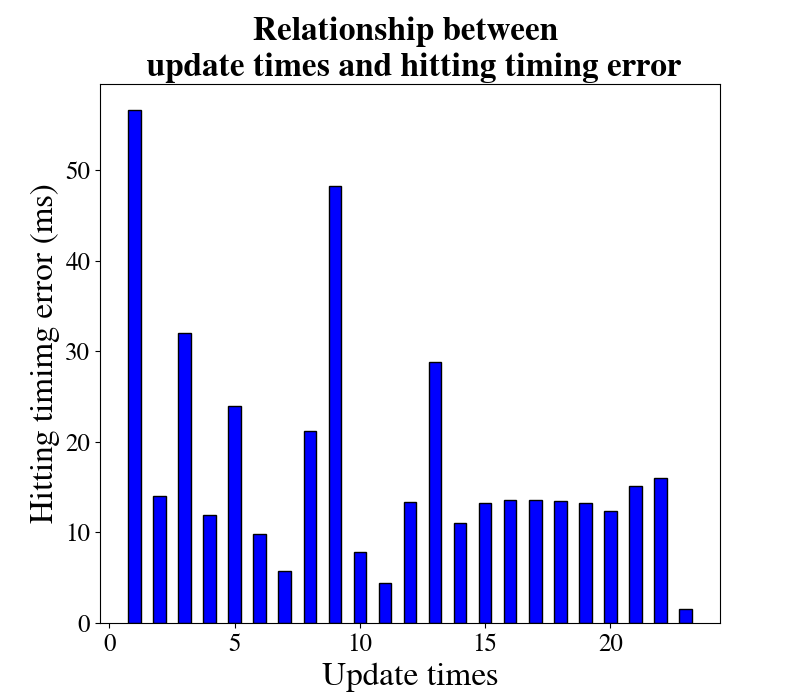 Relationship between
update times and hitting timing error
Hitting timimg error (ms)
50
40
30
20
10
0
0 5 10 15 20
Update times